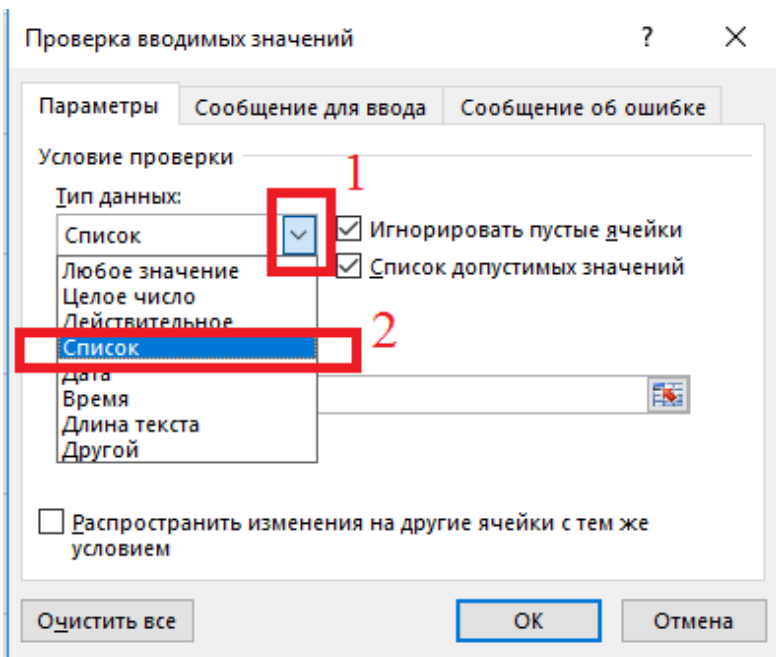 Проверка вводимых значений ? ×
Параметры Сообщение для ввода Сообщение об ошибке
Условие проверки
1
Тип данных:
Список
Игнорировать пустые ячейки
Список допустимых значений
Любое значение
Целое число
Действительное
Список
2
Дата
Время
Длина текста
Другой
Распространить изменения на другие ячейки с тем же
условием
Очистить все ОК Отмена